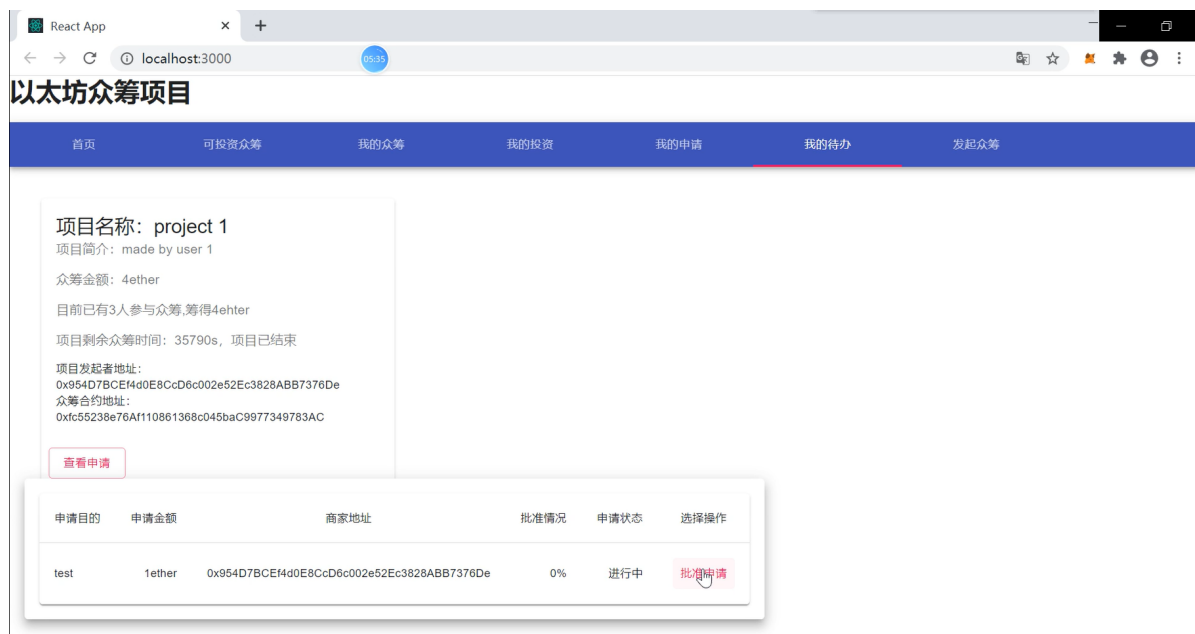 React App
localhost:3000
05:35
以太坊众筹项目
首页 可投资众筹 我的众筹 我的投资 我的申请 我的待办 发起众筹
项目名称：project 1
项目简介：made by user 1
众筹金额：4ether
目前已有3人参与众筹,筹得4ehter
项目剩余众筹时间：35790s，项目已结束
项目发起者地址：
0x954D7BCEf4d0E8CcD6c002e52Ec3828ABB7376De
众筹合约地址：
0xfc55238e76Af110861368c045baC9977349783AC
查看申请
申请目的 申请金额 商家地址 批准情况 申请状态 选择操作
test 1ether 0x954D7BCEf4d0E8CcD6c002e52Ec3828ABB7376De 0% 进行中 批准申请